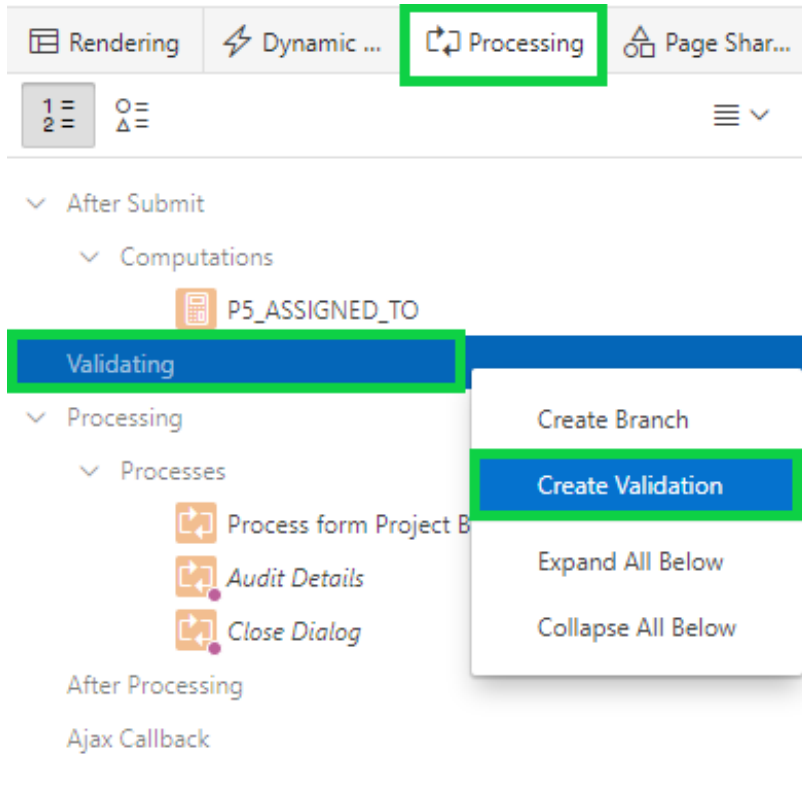 Rendering Dynamic ... Processing Page Shar...
After Submit
Computations
P5_ASSIGNED_TO
Validating
Create Branch
Processing
Create Validation
Processes
Process form Project B
Expand All Below
Audit Details
Close Dialog
Collapse All Below
After Processing
Ajax Callback